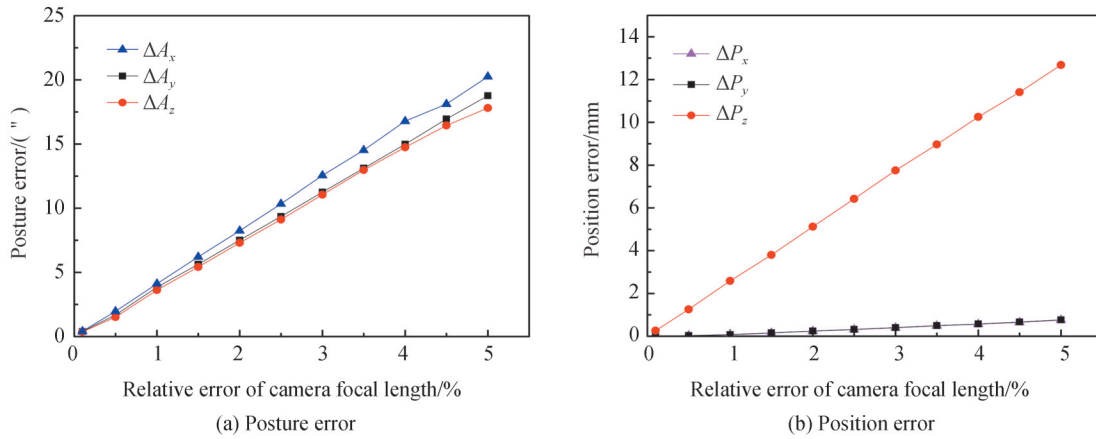 25
20
15
10
5
0
Posture error/(")
ΔAx
ΔAy
ΔAz
0 1 2 3 4 5
Relative error of camera focal length/%
(a) Posture error
14
12
10
8
6
4
2
0
Position error/mm
ΔPx
ΔPy
ΔPz
0 1 2 3 4 5
Relative error of camera focal length/%
(b) Position error